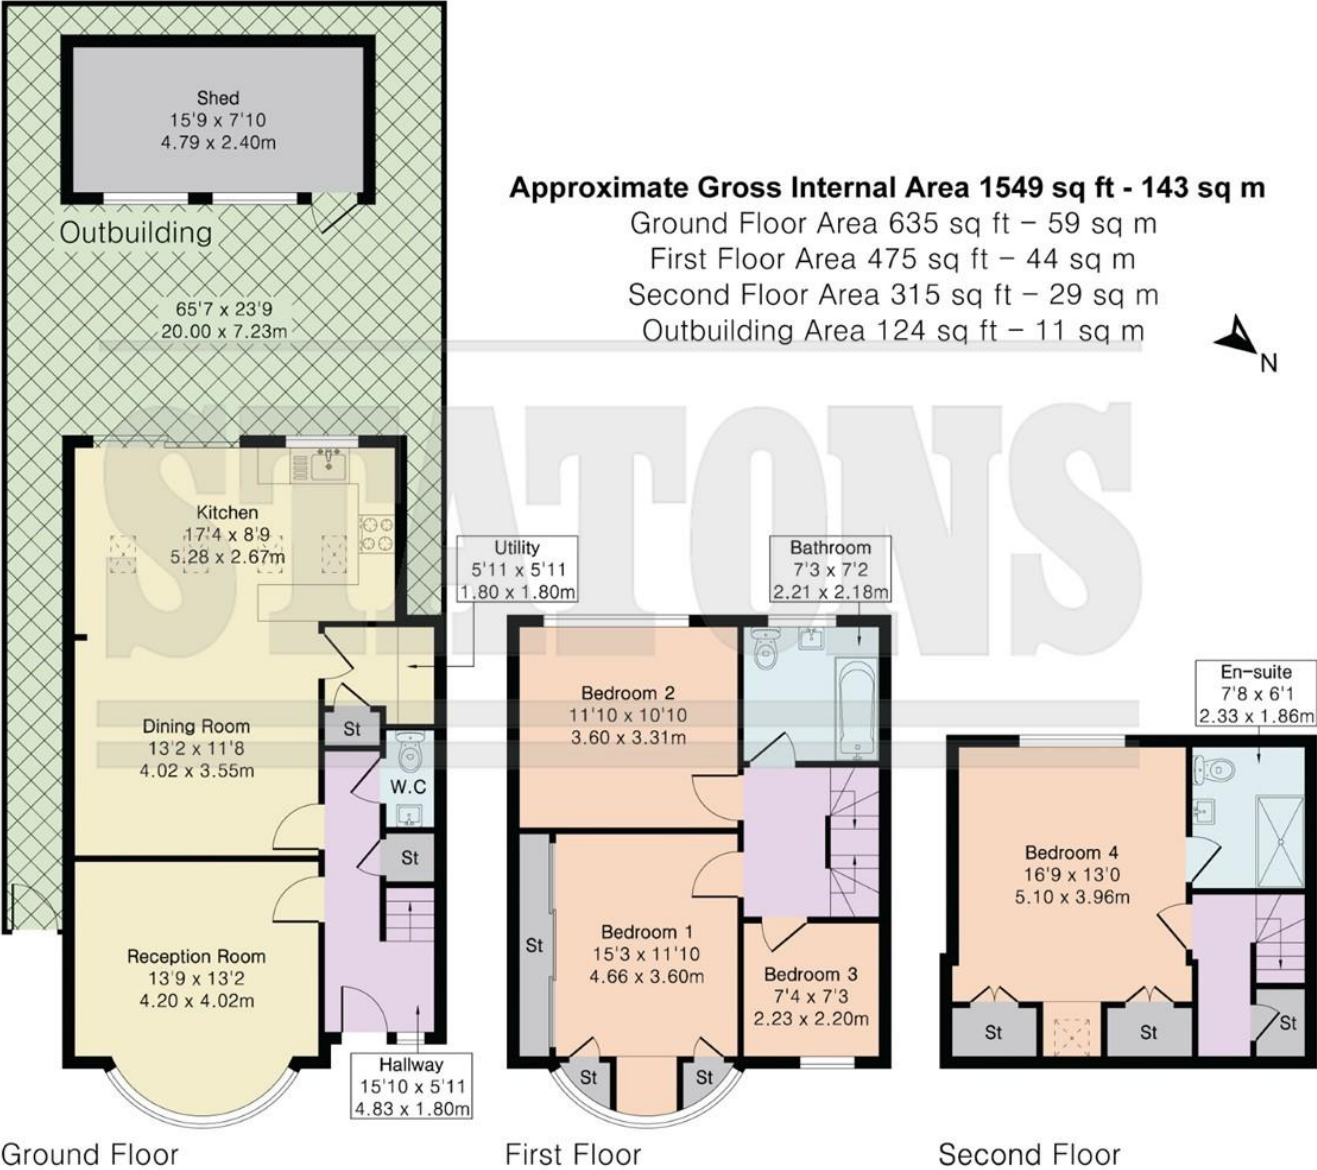 Shed
15'9 x 7'10
4.79 x 2.40m
Outbuilding
65'7 x 23'9
20.00 x 7.23m
Approximate Gross Internal Area 1549 sq ft - 143 sq m
Ground Floor Area 635 sq ft – 59 sq m
First Floor Area 475 sq ft – 44 sq m
Second Floor Area 315 sq ft – 29 sq m
Outbuilding Area 124 sq ft – 11 sq m
N
STATONS
Kitchen
17'4 x 8'9
5.28 x 2.67m
Utility
5'11 x 5'11
1.80 x 1.80m
Dining Room
13'2 x 11'8
4.02 x 3.55m
St
W.C
St
Reception Room
13'9 x 13'2
4.20 x 4.02m
Hallway
15'10 x 5'11
4.83 x 1.80m
Ground Floor
Bathroom
7'3 x 7'2
2.21 x 2.18m
Bedroom 2
11'10 x 10'10
3.60 x 3.31m
St
Bedroom 1
15'3 x 11'10
4.66 x 3.60m
Bedroom 3
7'4 x 7'3
2.23 x 2.20m
St
St
First Floor
En-suite
7'8 x 6'1
2.33 x 1.86m
Bedroom 4
16'9 x 13'0
5.10 x 3.96m
St
St
St
Second Floor